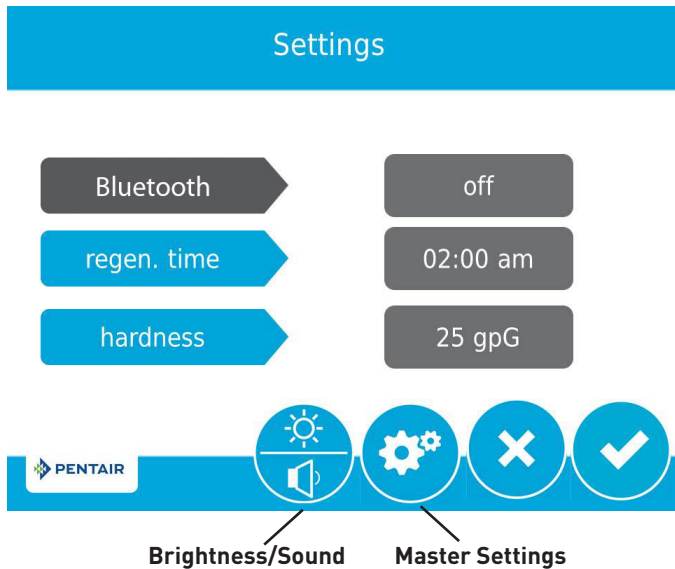 Settings
Bluetooth off
regen. time 02:00 am
hardness 25 gpG
PENTAIR
Brightness/Sound Master Settings